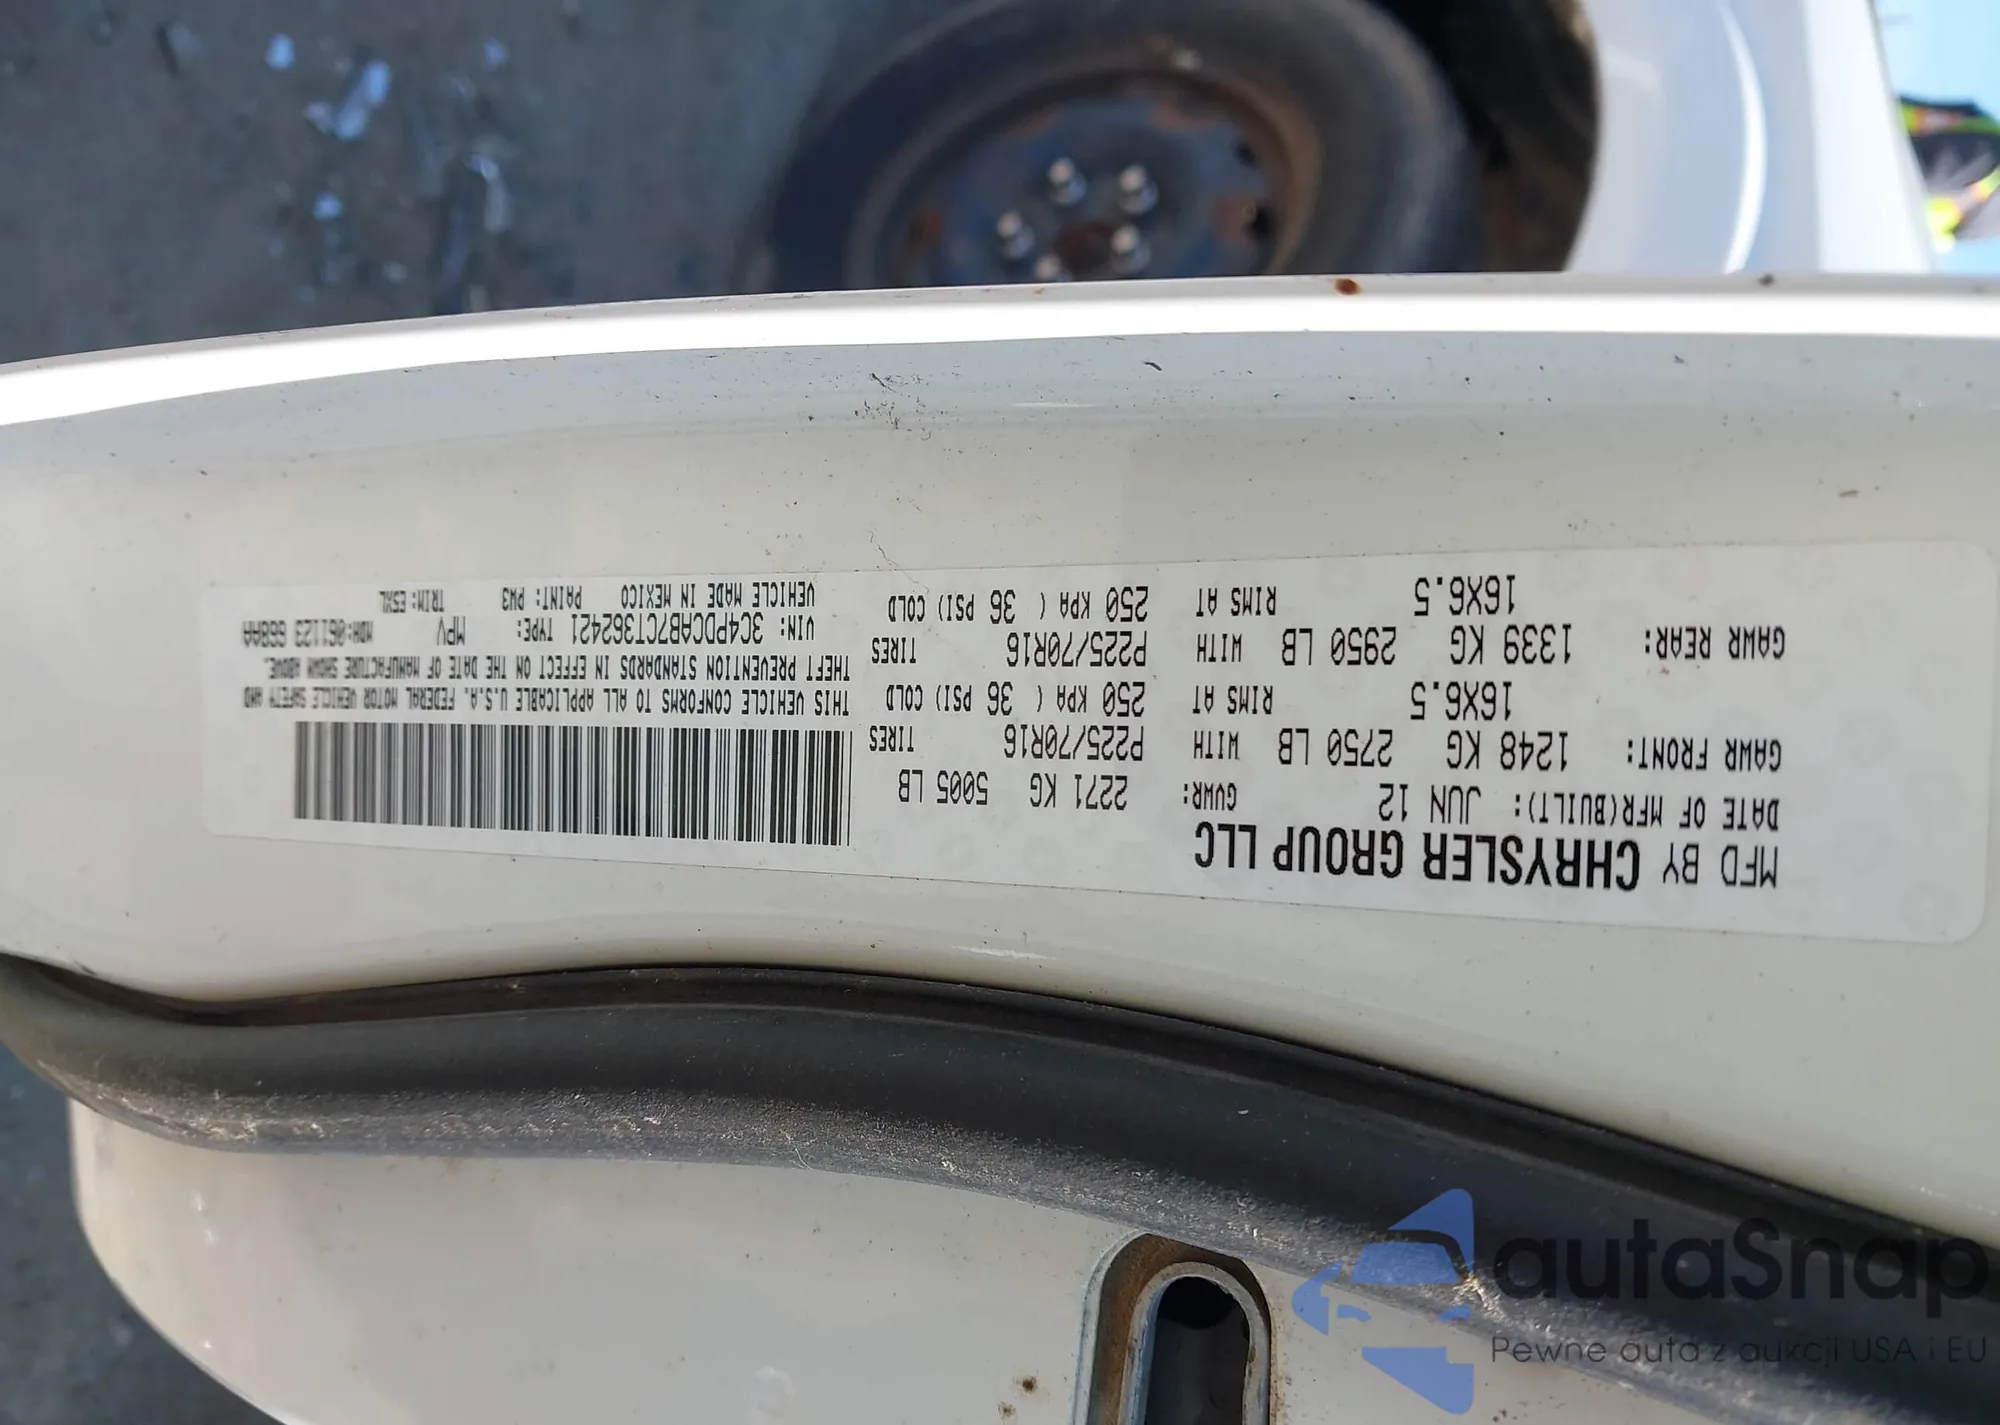 MFD BY CHRYSLER GROUP LLC
DATE OF MFR(BUILT): JUN 12 GVWR: 2271 KG 5005 LB
GAWR FRONT: 1248 KG 2750 LB WITH P225/70R16 TIRES
16X6.5 RIMS AT 250 KPA ( 36 PSI) COLD
GAWR REAR: 1339 KG 2950 LB WITH P225/70R16 TIRES
16X6.5 RIMS AT 250 KPA ( 36 PSI) COLD
THIS VEHICLE CONFORMS TO ALL APPLICABLE U.S.A. FEDERAL MOTOR VEHICLE SAFETY AND
THEFT PREVENTION STANDARDS IN EFFECT ON THE DATE OF MANUFACTURE SHOWN ABOVE.
VIN: 3C4PDCAB7CT362421 TYPE: MPV MDH:061123 668AA
VEHICLE MADE IN MEXICO PAINT: PW3 TRIM: E5XL
autaSnap
Pewne auta z aukcji USA i EU